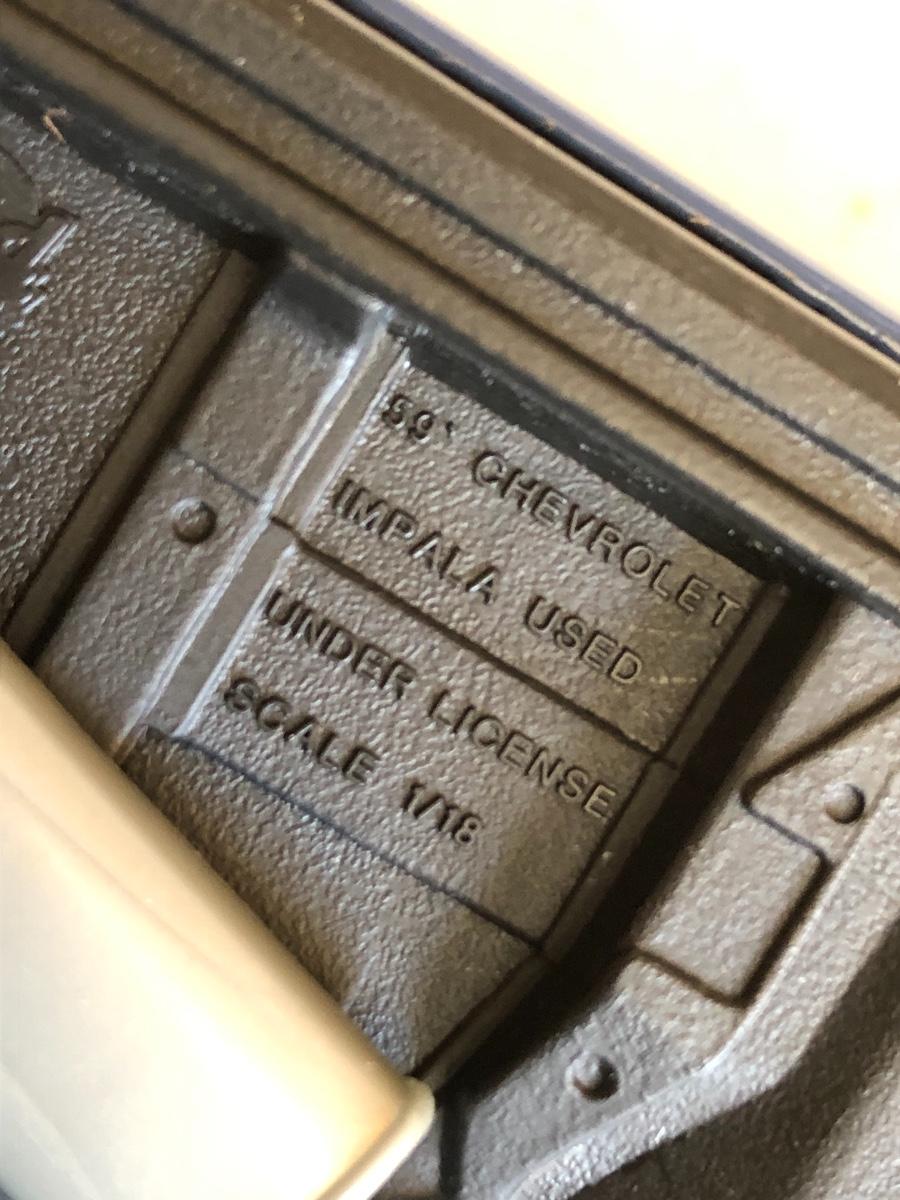 59' CHEVROLET
IMPALA USED
UNDER LICENSE
SCALE 1/18